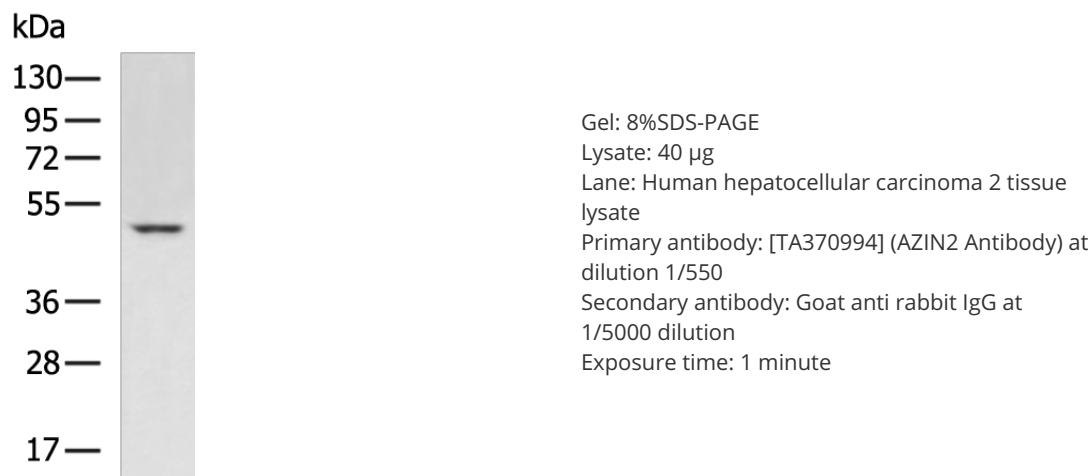 kDa
130
95
72
55
36
28
17
Gel: 8%SDS-PAGE
Lysate: 40 µg
Lane: Human hepatocellular carcinoma 2 tissue
lysate
Primary antibody: [TA370994] (AZIN2 Antibody) at
dilution 1/550
Secondary antibody: Goat anti rabbit IgG at
1/5000 dilution
Exposure time: 1 minute